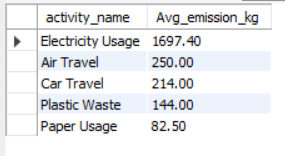 activity_name Avg_emission_kg
Electricity Usage 1697.40
Air Travel 250.00
Car Travel 214.00
Plastic Waste 144.00
Paper Usage 82.50